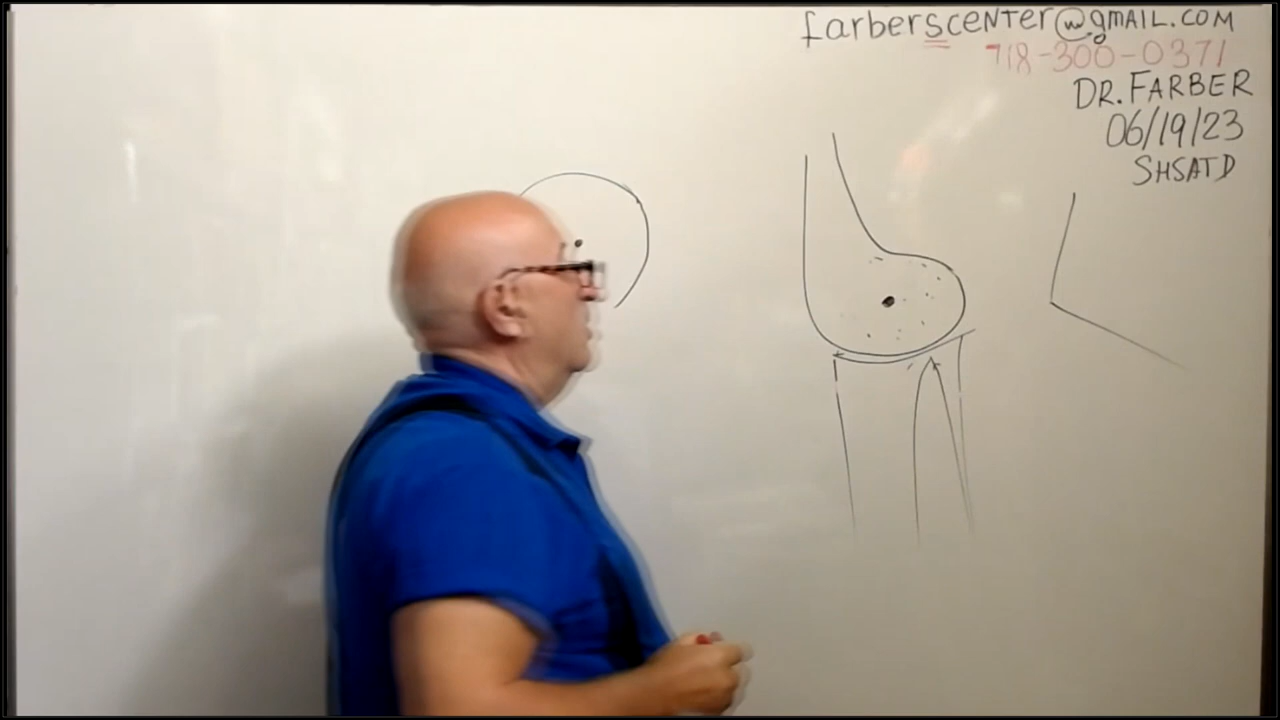 farberscenter@gmail.com
718-300-0371
DR. FARBER
06/19/23
SHSATD